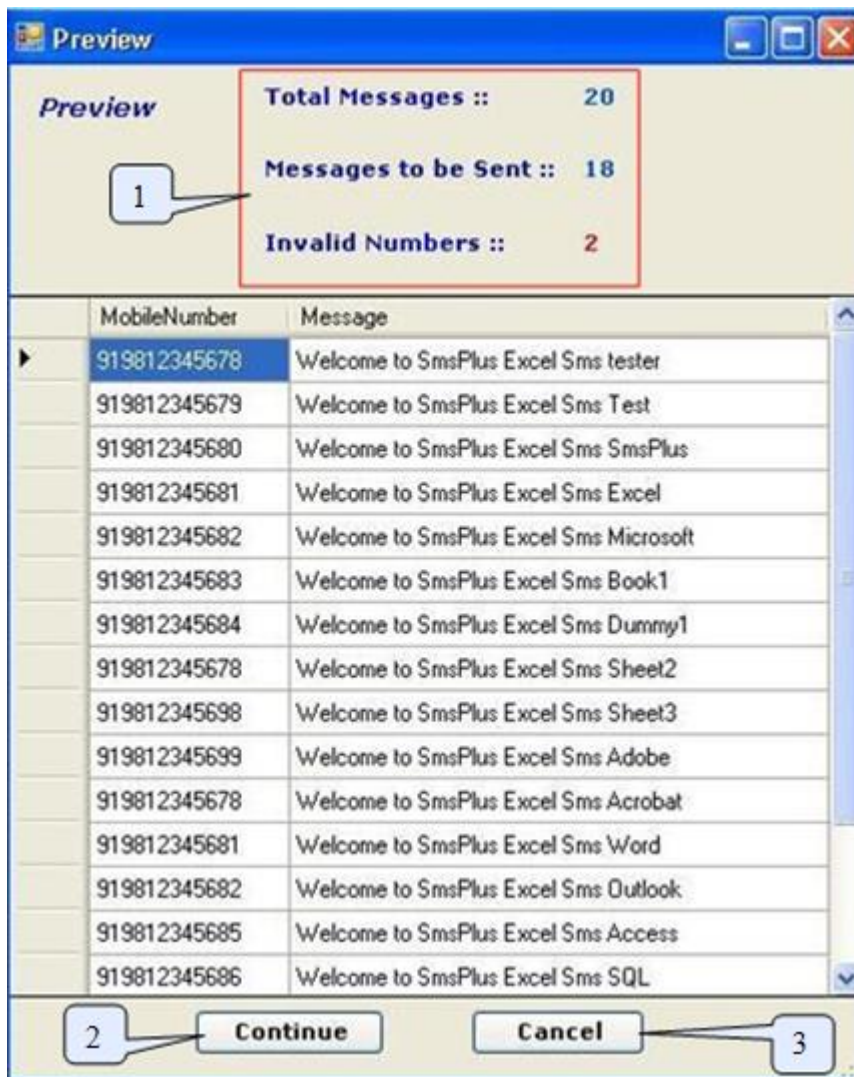 Preview
Preview
Total Messages :: 20
Messages to be Sent :: 18
1
Invalid Numbers :: 2
MobileNumber Message
919812345678 Welcome to SmsPlus Excel Sms tester
919812345679 Welcome to SmsPlus Excel Sms Test
919812345680 Welcome to SmsPlus Excel Sms SmsPlus
919812345681 Welcome to SmsPlus Excel Sms Excel
919812345682 Welcome to SmsPlus Excel Sms Microsoft
919812345683 Welcome to SmsPlus Excel Sms Book1
919812345684 Welcome to SmsPlus Excel Sms Dummy1
919812345678 Welcome to SmsPlus Excel Sms Sheet2
919812345698 Welcome to SmsPlus Excel Sms Sheet3
919812345699 Welcome to SmsPlus Excel Sms Adobe
919812345678 Welcome to SmsPlus Excel Sms Acrobat
919812345681 Welcome to SmsPlus Excel Sms Word
919812345682 Welcome to SmsPlus Excel Sms Outlook
919812345685 Welcome to SmsPlus Excel Sms Access
919812345686 Welcome to SmsPlus Excel Sms SQL
2 Continue Cancel 3